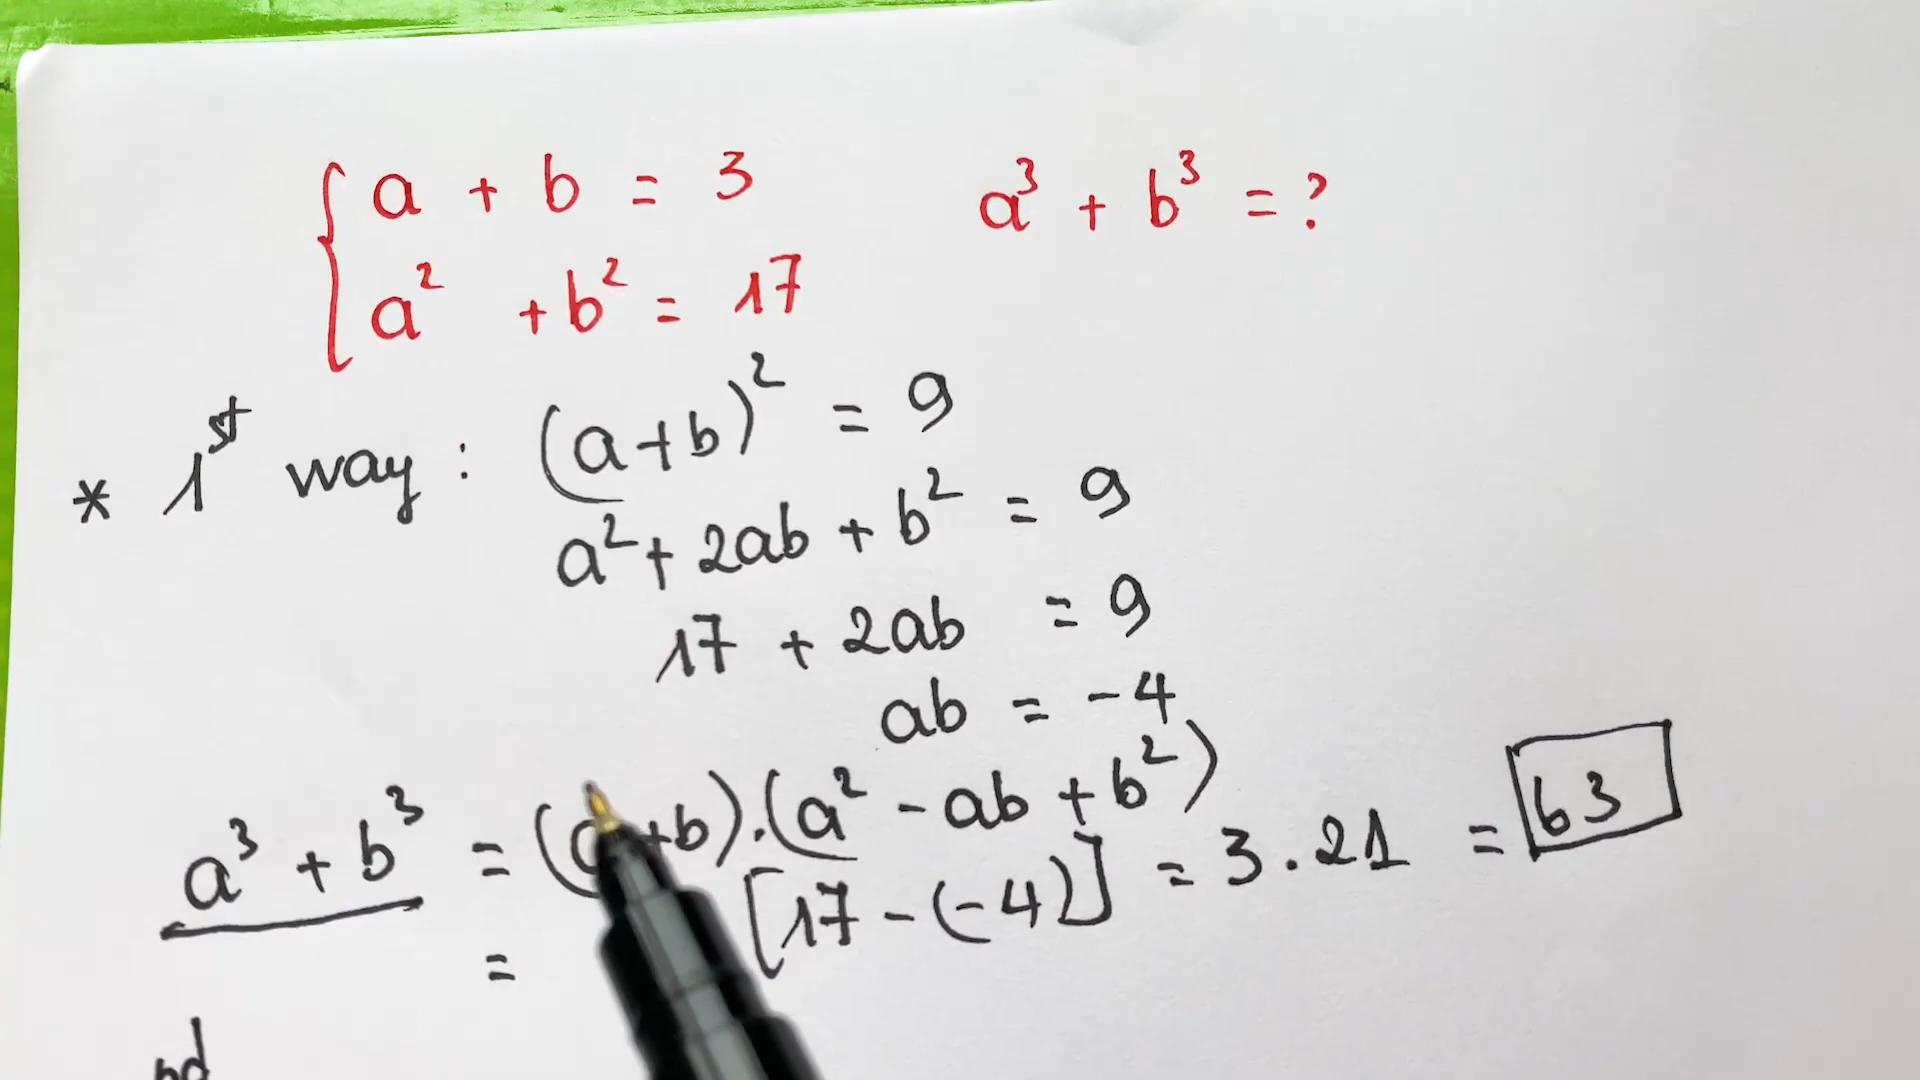 a + b = 3
a² + b² = 17
a³ + b³ = ?
* 1st way : (a+b)² = 9
a² + 2ab + b² = 9
17 + 2ab = 9
ab = -4
a³ + b³ = (a+b).(a² - ab + b²)
= [17 - (-4)] = 3 . 21 = 63
nd